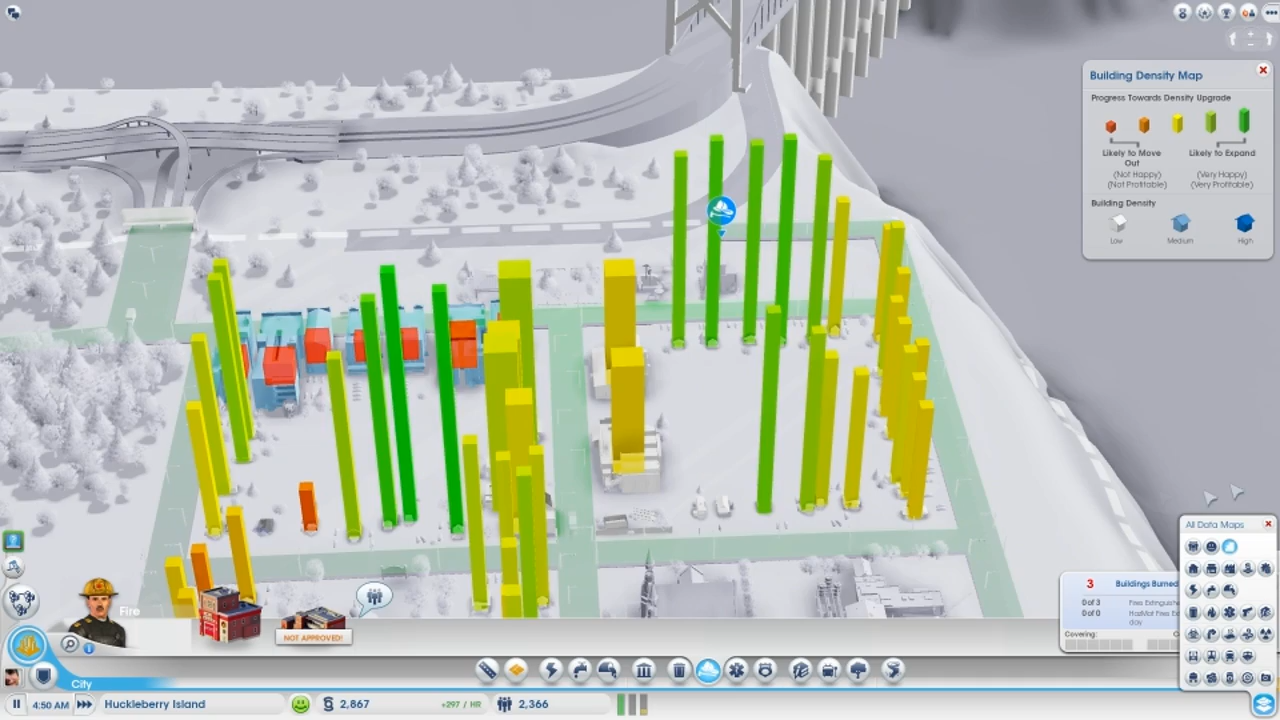 Building Density Map
Progress Towards Density Upgrade
Likely to Move Out
(Not Happy)
(Not Profitable)
Likely to Expand
(Very Happy)
(Very Profitable)
Building Density
Low
Medium
High
All Data Maps
3 Buildings Burned
0 of 3 Fires Extinguish
0 of 0 HazMat Fires Ex
day
Covering:
Fire
NOT APPROVED!
City
4:50 AM
Huckleberry Island
2,867
+297 / HR
2,366